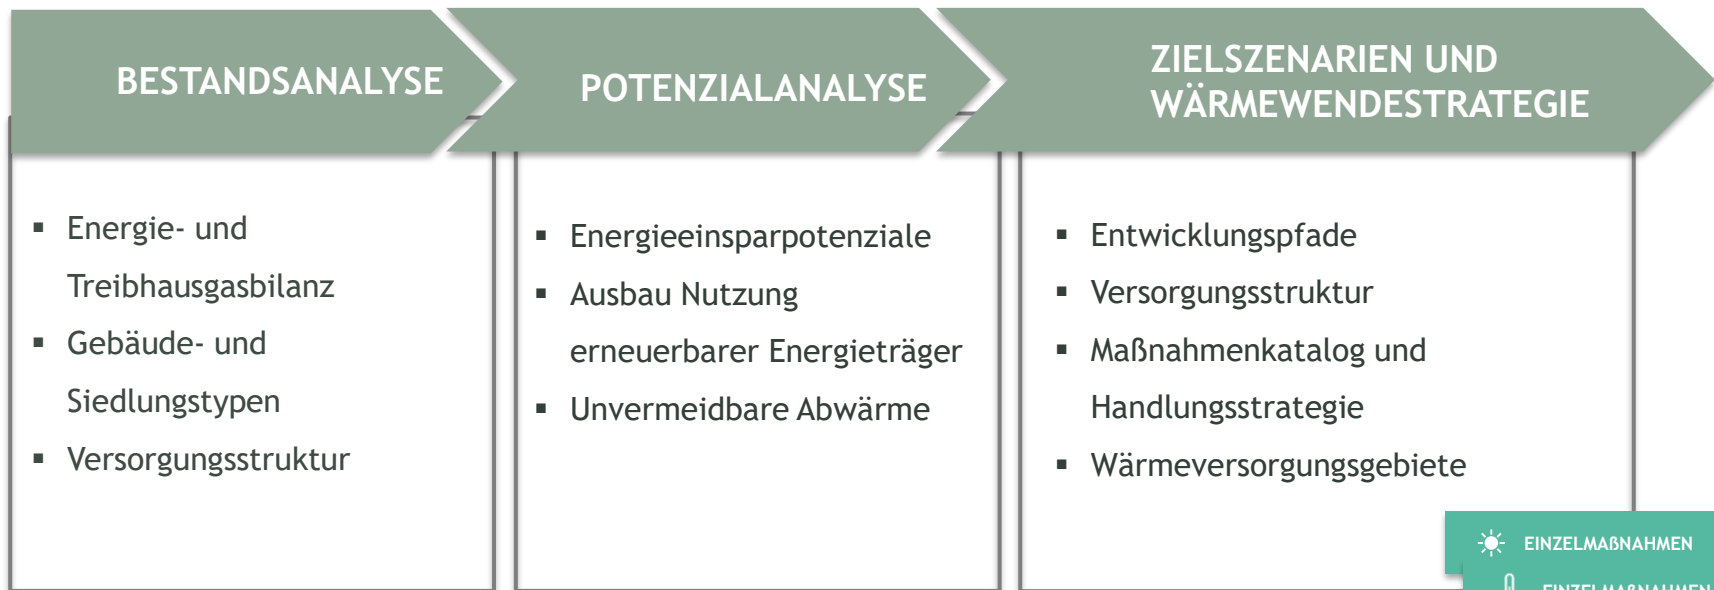 BESTANDSANALYSE
▪ Energie- und
Treibhausgasbilanz
▪ Gebäude- und
Siedlungstypen
▪ Versorgungsstruktur
POTENZIALANALYSE
▪ Energieeinsparpotenziale
▪ Ausbau Nutzung
erneuerbarer Energieträger
▪ Unvermeidbare Abwärme
ZIELSZENARIEN UND
WÄRMEWENDESTRATEGIE
▪ Entwicklungspfade
▪ Versorgungsstruktur
▪ Maßnahmenkatalog und
Handlungsstrategie
▪ Wärmeversorgungsgebiete
EINZELMAßNAHMEN
EINZELMAßNAHMEN